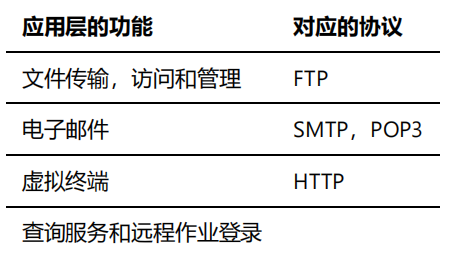 应用层的功能 对应的协议
文件传输，访问和管理 FTP
电子邮件 SMTP，POP3
虚拟终端 HTTP
查询服务和远程作业登录